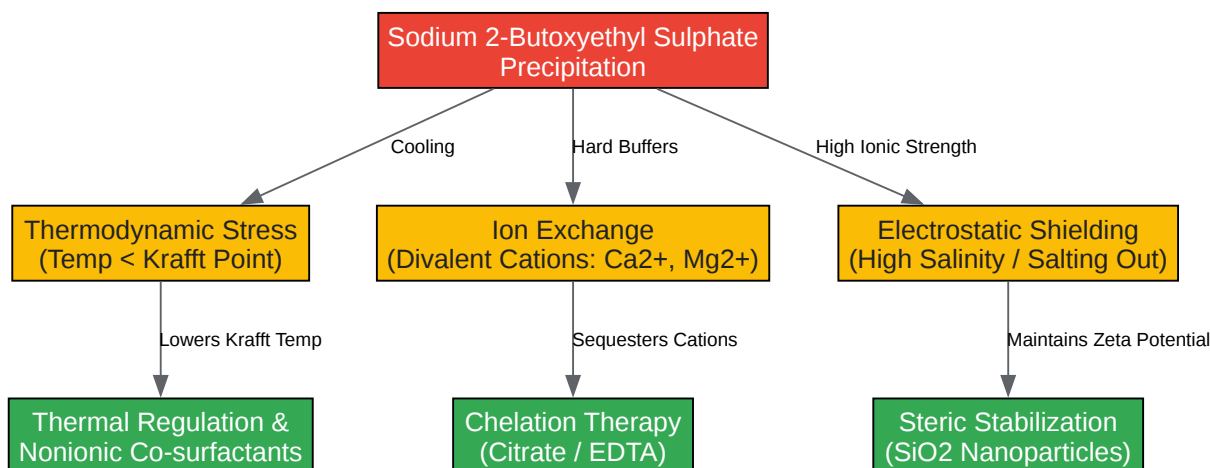 Sodium 2-Butoxyethyl Sulphate
Precipitation
Cooling
Hard Buffers
High Ionic Strength
Thermodynamic Stress
(Temp < Krafft Point)
Ion Exchange
(Divalent Cations: Ca2+, Mg2+)
Electrostatic Shielding
(High Salinity / Salting Out)
Lowers Krafft Temp
Sequesters Cations
Maintains Zeta Potential
Thermal Regulation &
Nonionic Co-surfactants
Chelation Therapy
(Citrate / EDTA)
Steric Stabilization
(SiO2 Nanoparticles)